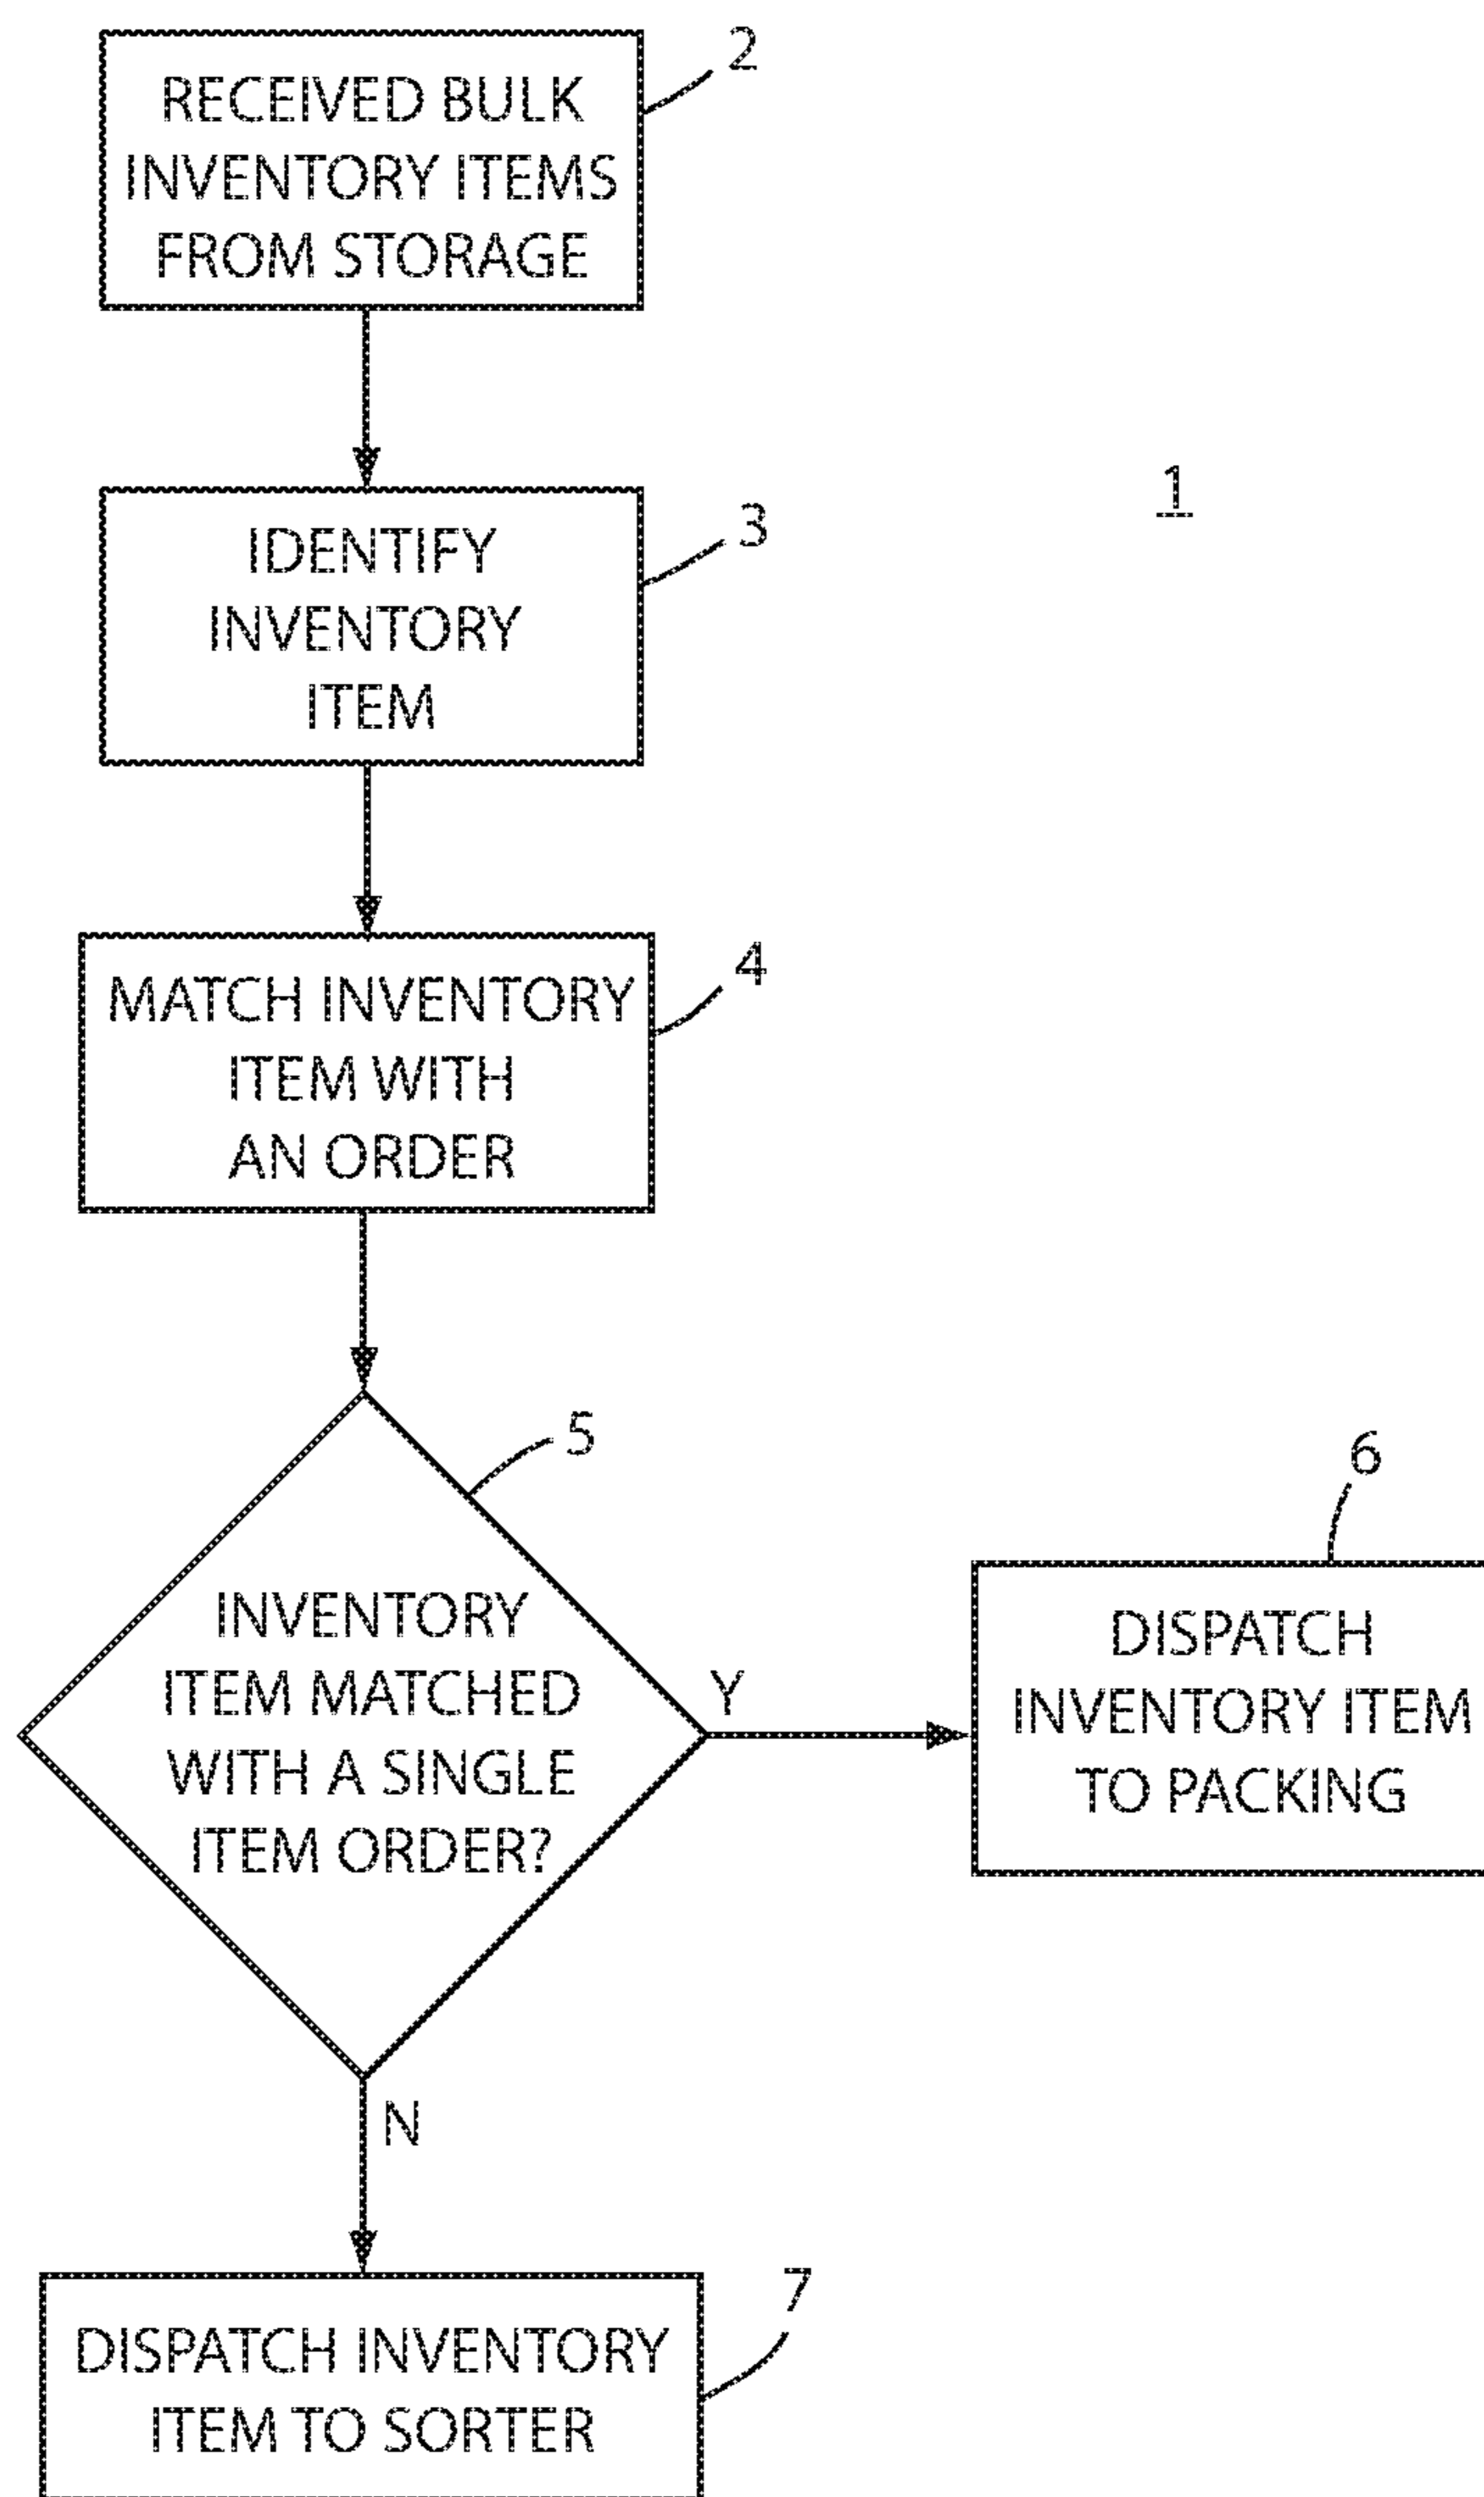 2
RECEIVED BULK
INVENTORY ITEMS
FROM STORAGE
1
3
IDENTIFY
INVENTORY
ITEM
4
MATCH INVENTORY
ITEM WITH
AN ORDER
5
INVENTORY
ITEM MATCHED
WITH A SINGLE
ITEM ORDER?
Y
6
DISPATCH
INVENTORY ITEM
TO PACKING
N
7
DISPATCH INVENTORY
ITEM TO SORTER